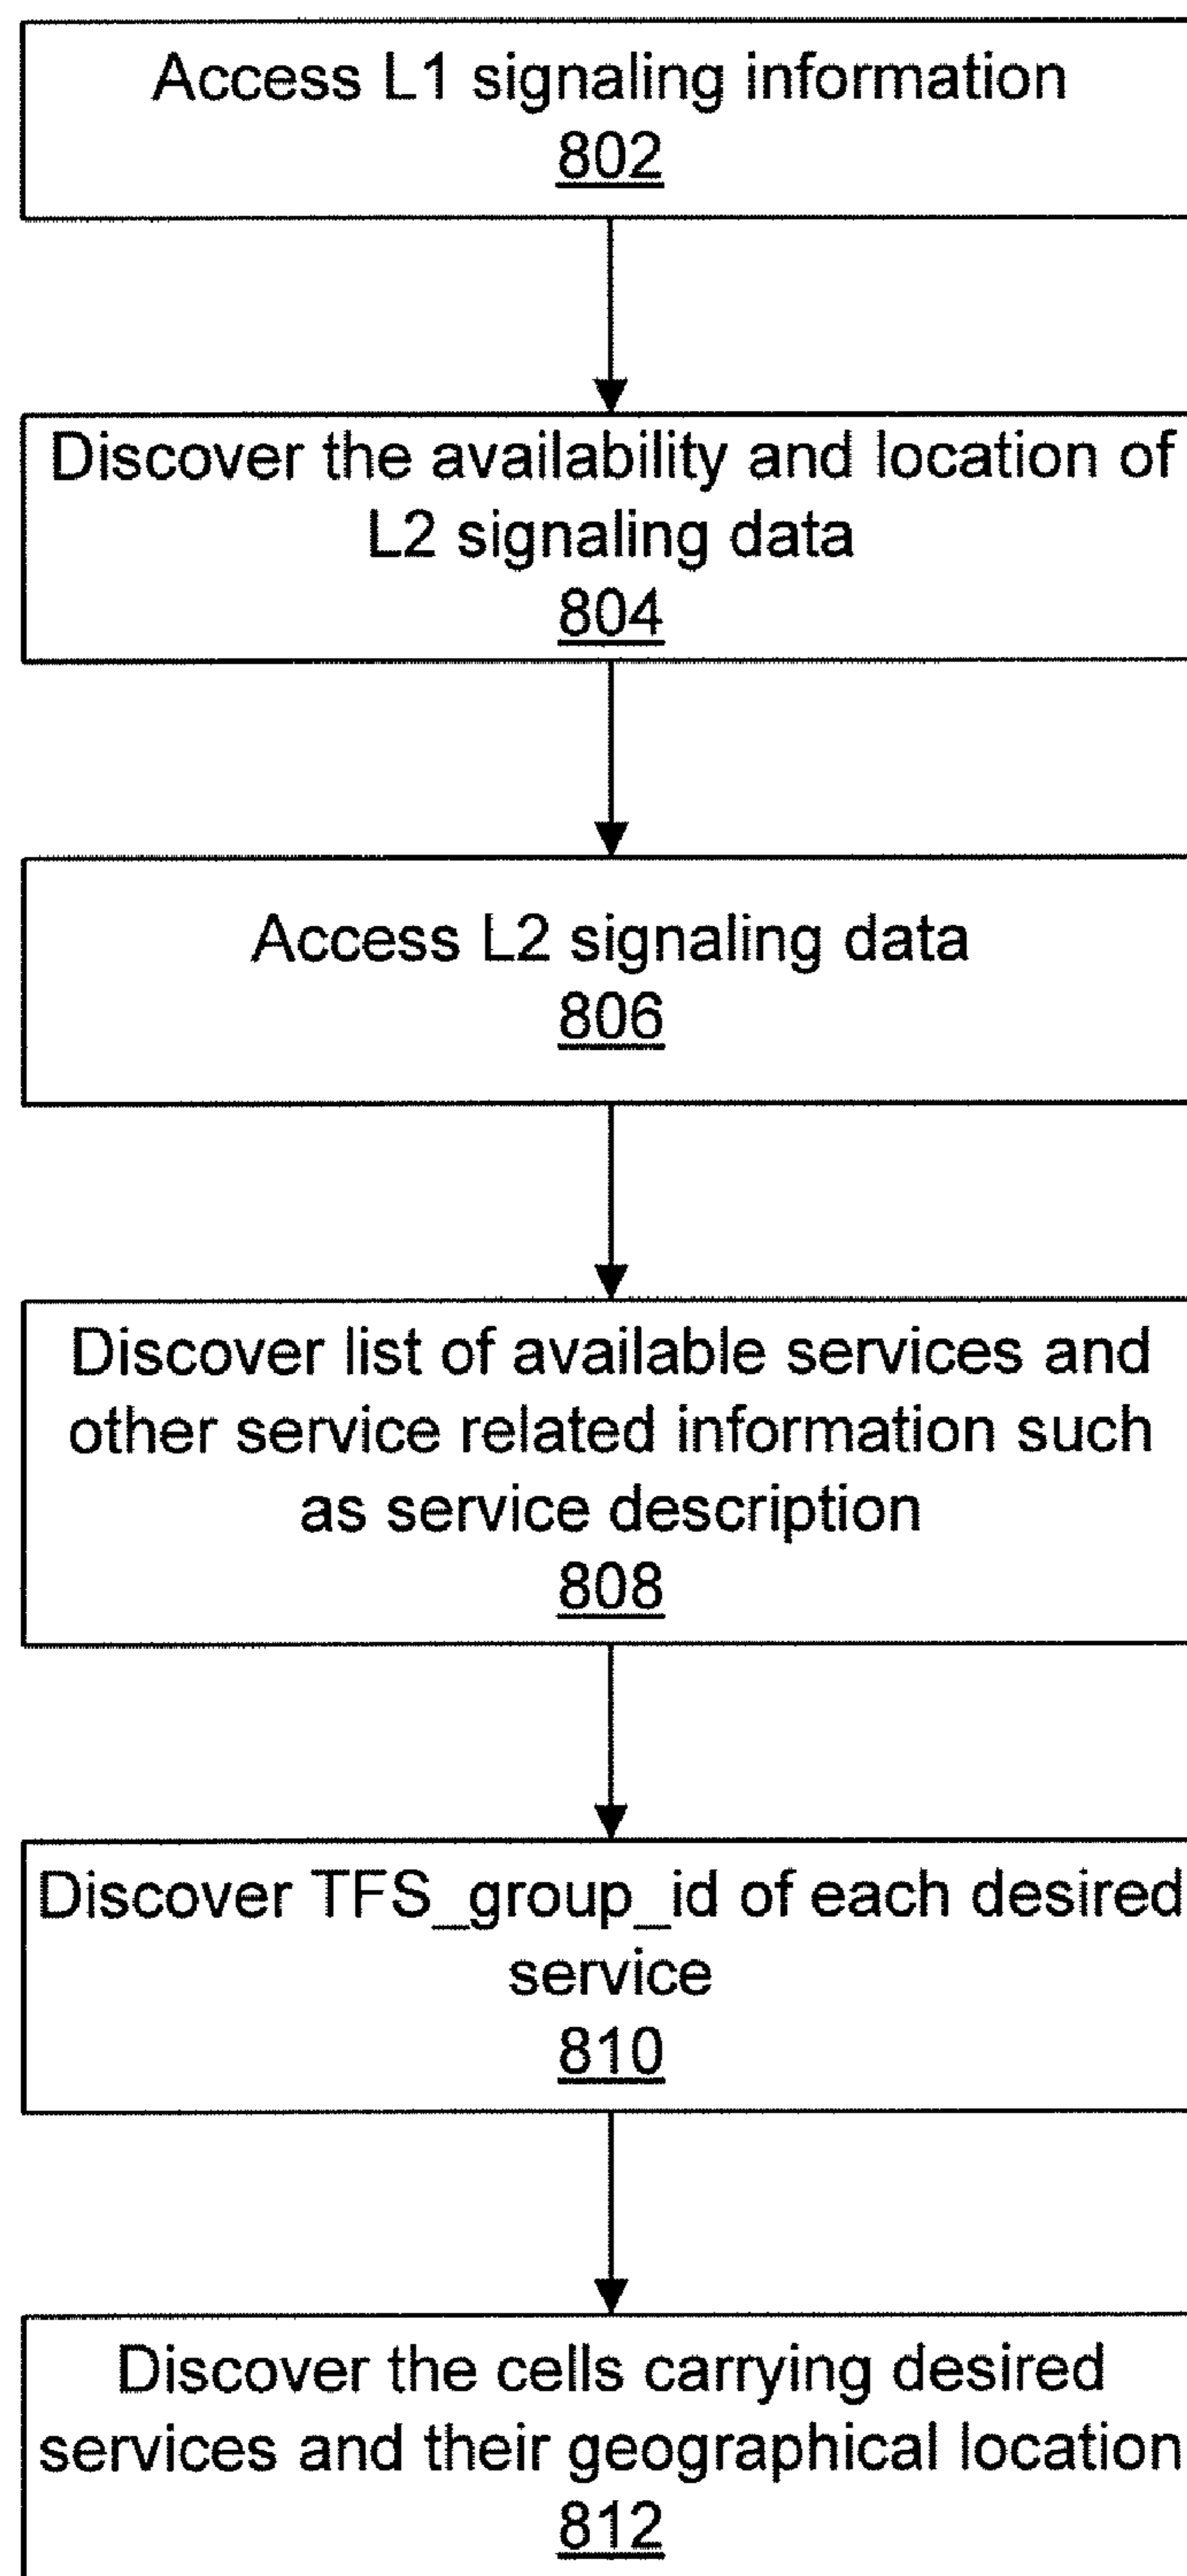 Access L1 signaling information
802
Discover the availability and location of
L2 signaling data
804
Access L2 signaling data
806
Discover list of available services and
other service related information such
as service description
808
Discover TFS_group_id of each desired
service
810
Discover the cells carrying desired
services and their geographical location
812